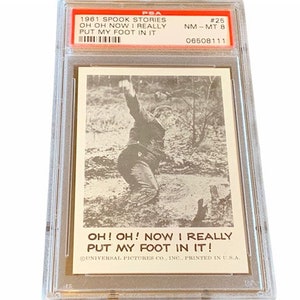 PSA
1961 SPOOK STORIES #25
OH OH NOW I REALLY NM-MT 8
PUT MY FOOT IN IT 06508111
OH! OH! NOW I REALLY
PUT MY FOOT IN IT!
©UNIVERSAL PICTURES CO., INC., PRINTED IN U.S.A.